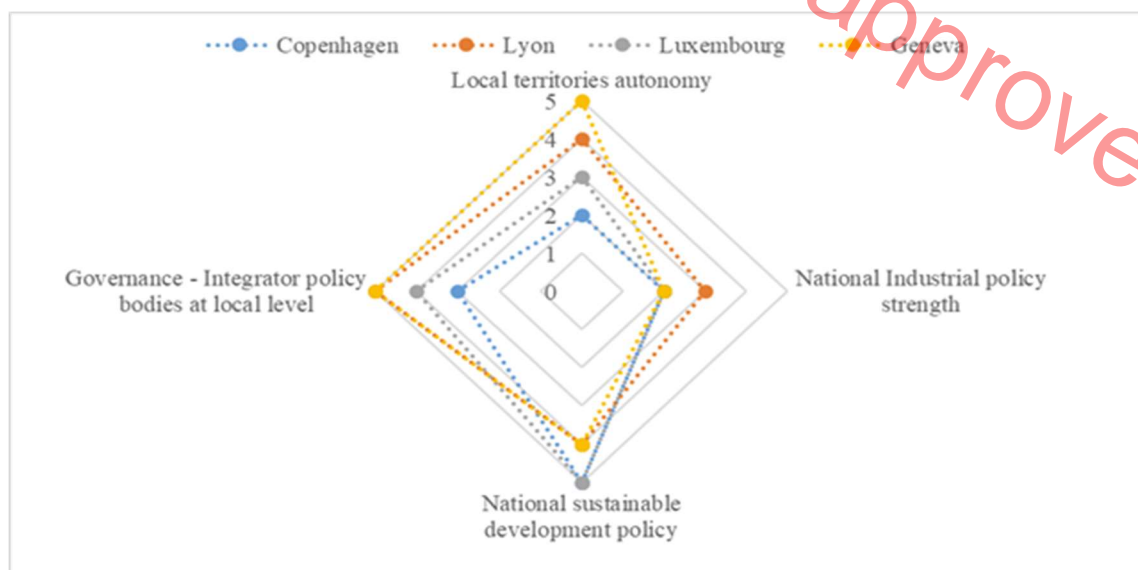 approve
Copenhagen Lyon Luxembourg Geneva
Local territories autonomy
5
4
3
2
1
0
Governance - Integrator policy
bodies at local level
National Industrial policy
strength
National sustainable
development policy